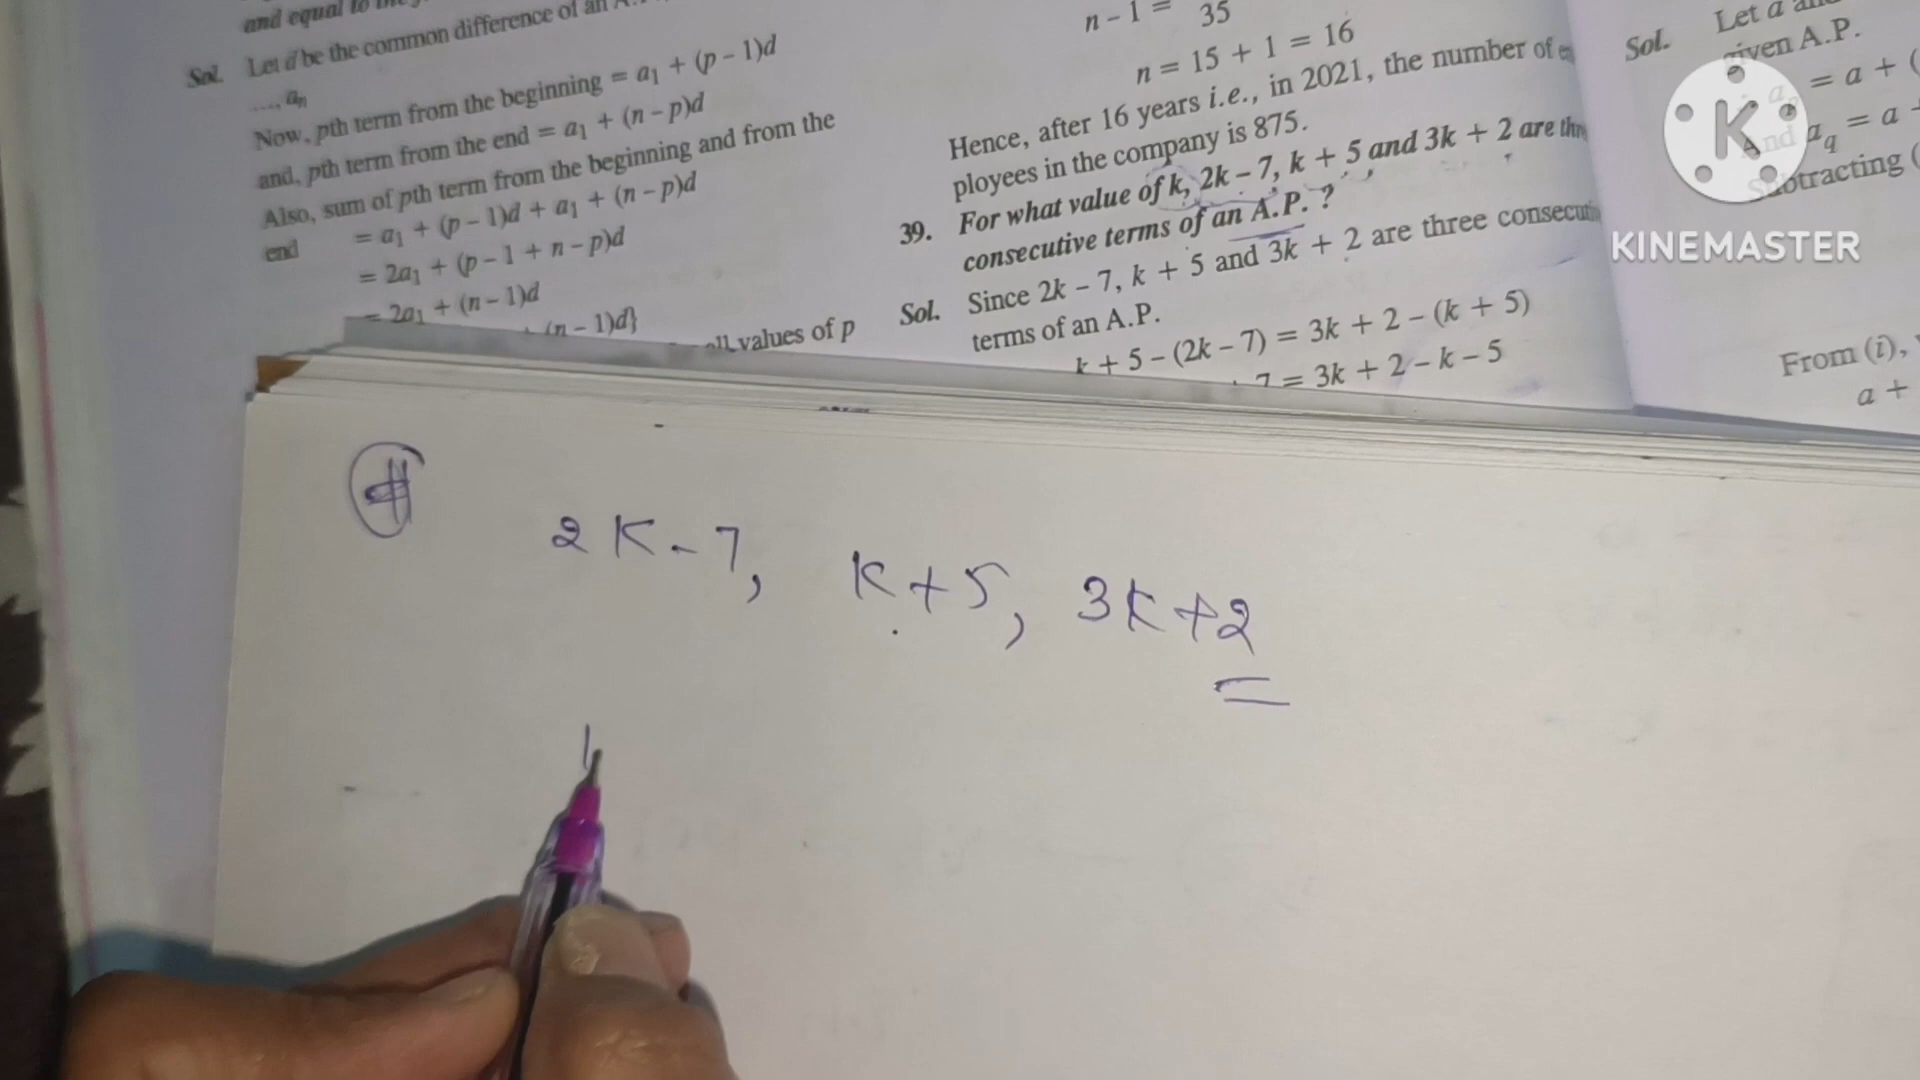 and equal to the
Sol. Let d be the common difference of an A.P.
..., aₙ
Now, pth term from the beginning = a₁ + (p – 1)d
and, pth term from the end = a₁ + (n – p)d
Also, sum of pth term from the beginning and from the
end = a₁ + (p – 1)d + a₁ + (n – p)d
= 2a₁ + (p – 1 + n – p)d
= 2a₁ + (n – 1)d
(n – 1)d}
values of p
n – 1 =
35
n = 15 + 1 = 16
Hence, after 16 years i.e., in 2021, the number of
ployees in the company is 875.
39. For what value of k, 2k – 7, k + 5 and 3k + 2 are
consecutive terms of an A.P. ?
Sol. Since 2k – 7, k + 5 and 3k + 2 are three
terms of an A.P.
k + 5 – (2k – 7) = 3k + 2 – (k + 5)
7 = 3k + 2 – k – 5
Sol. Let a
given A.P.
= a + (
And a_q = a
Subtracting (
From (i),
a +
K
KINEMASTER
2K-7, K+5, 3K+2